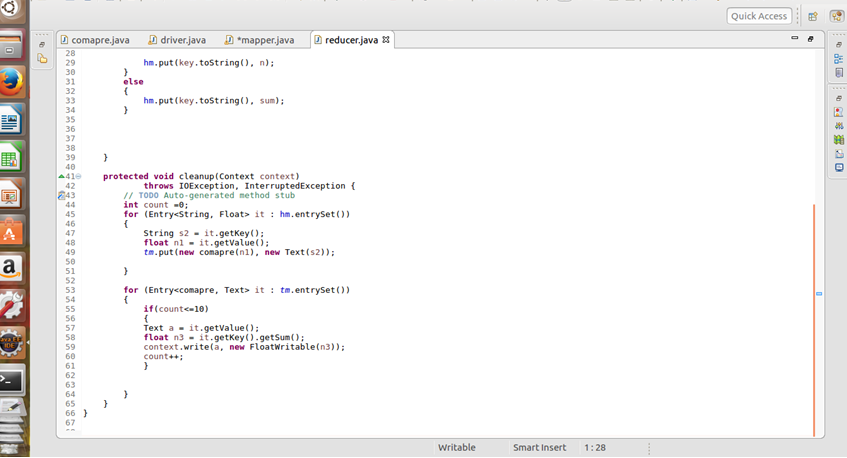 Quick Access
comapre.java driver.java *mapper.java reducer.java
28
29 hm.put(key.toString(), n);
30 }
31 else
32 {
33 hm.put(key.toString(), sum);
34 }
35
36
37
38
39 }
40
41 protected void cleanup(Context context)
42 throws IOException, InterruptedException {
43 // TODO Auto-generated method stub
44 int count =0;
45 for (Entry<String, Float> it : hm.entrySet())
46 {
47 String s2 = it.getKey();
48 float n1 = it.getValue();
49 tm.put(new comapre(n1), new Text(s2));
50
51 }
52
53 for (Entry<comapre, Text> it : tm.entrySet())
54 {
55 if(count<=10)
56 {
57 Text a = it.getValue();
58 float n3 = it.getKey().getSum();
59 context.write(a, new FloatWritable(n3));
60 count++;
61 }
62
63
64 }
65 }
66 }
67
Writable Smart Insert 1 : 28